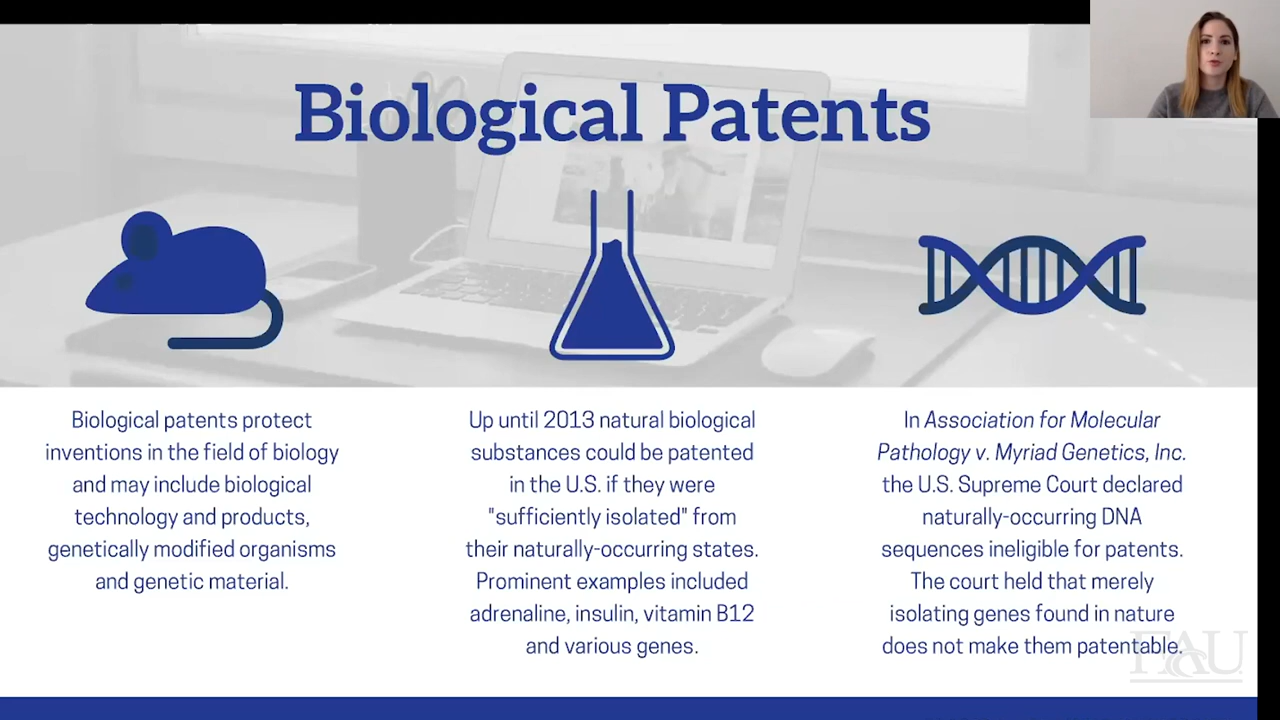 Biological Patents
Biological patents protect
inventions in the field of biology
and may include biological
technology and products,
genetically modified organisms
and genetic material.
Up until 2013 natural biological
substances could be patented
in the U.S. if they were
"sufficiently isolated" from
their naturally-occurring states.
Prominent examples included
adrenaline, insulin, vitamin B12
and various genes.
In Association for Molecular
Pathology v. Myriad Genetics, Inc.
the U.S. Supreme Court declared
naturally-occurring DNA
sequences ineligible for patents.
The court held that merely
isolating genes found in nature
does not make them patentable.
FAU